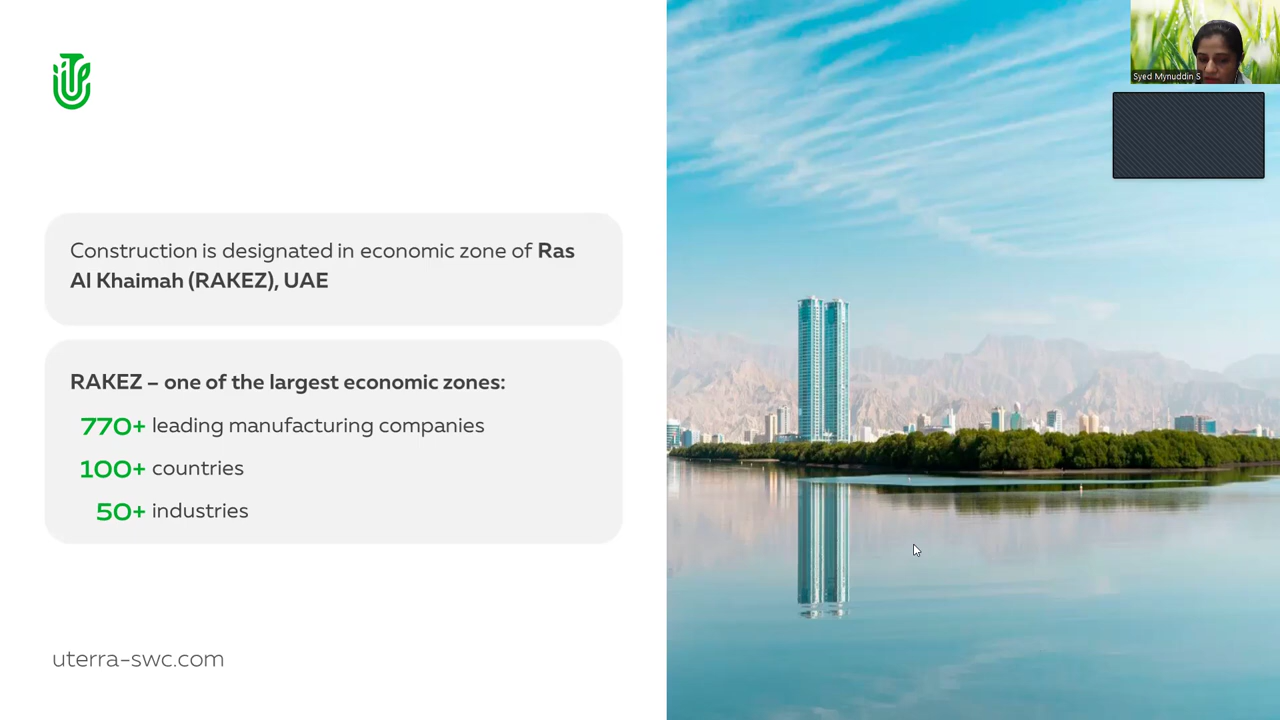 Construction is designated in economic zone of Ras
Al Khaimah (RAKEZ), UAE
RAKEZ – one of the largest economic zones:
770+ leading manufacturing companies
100+ countries
50+ industries
uterra-swc.com
Syed Mynuddin S